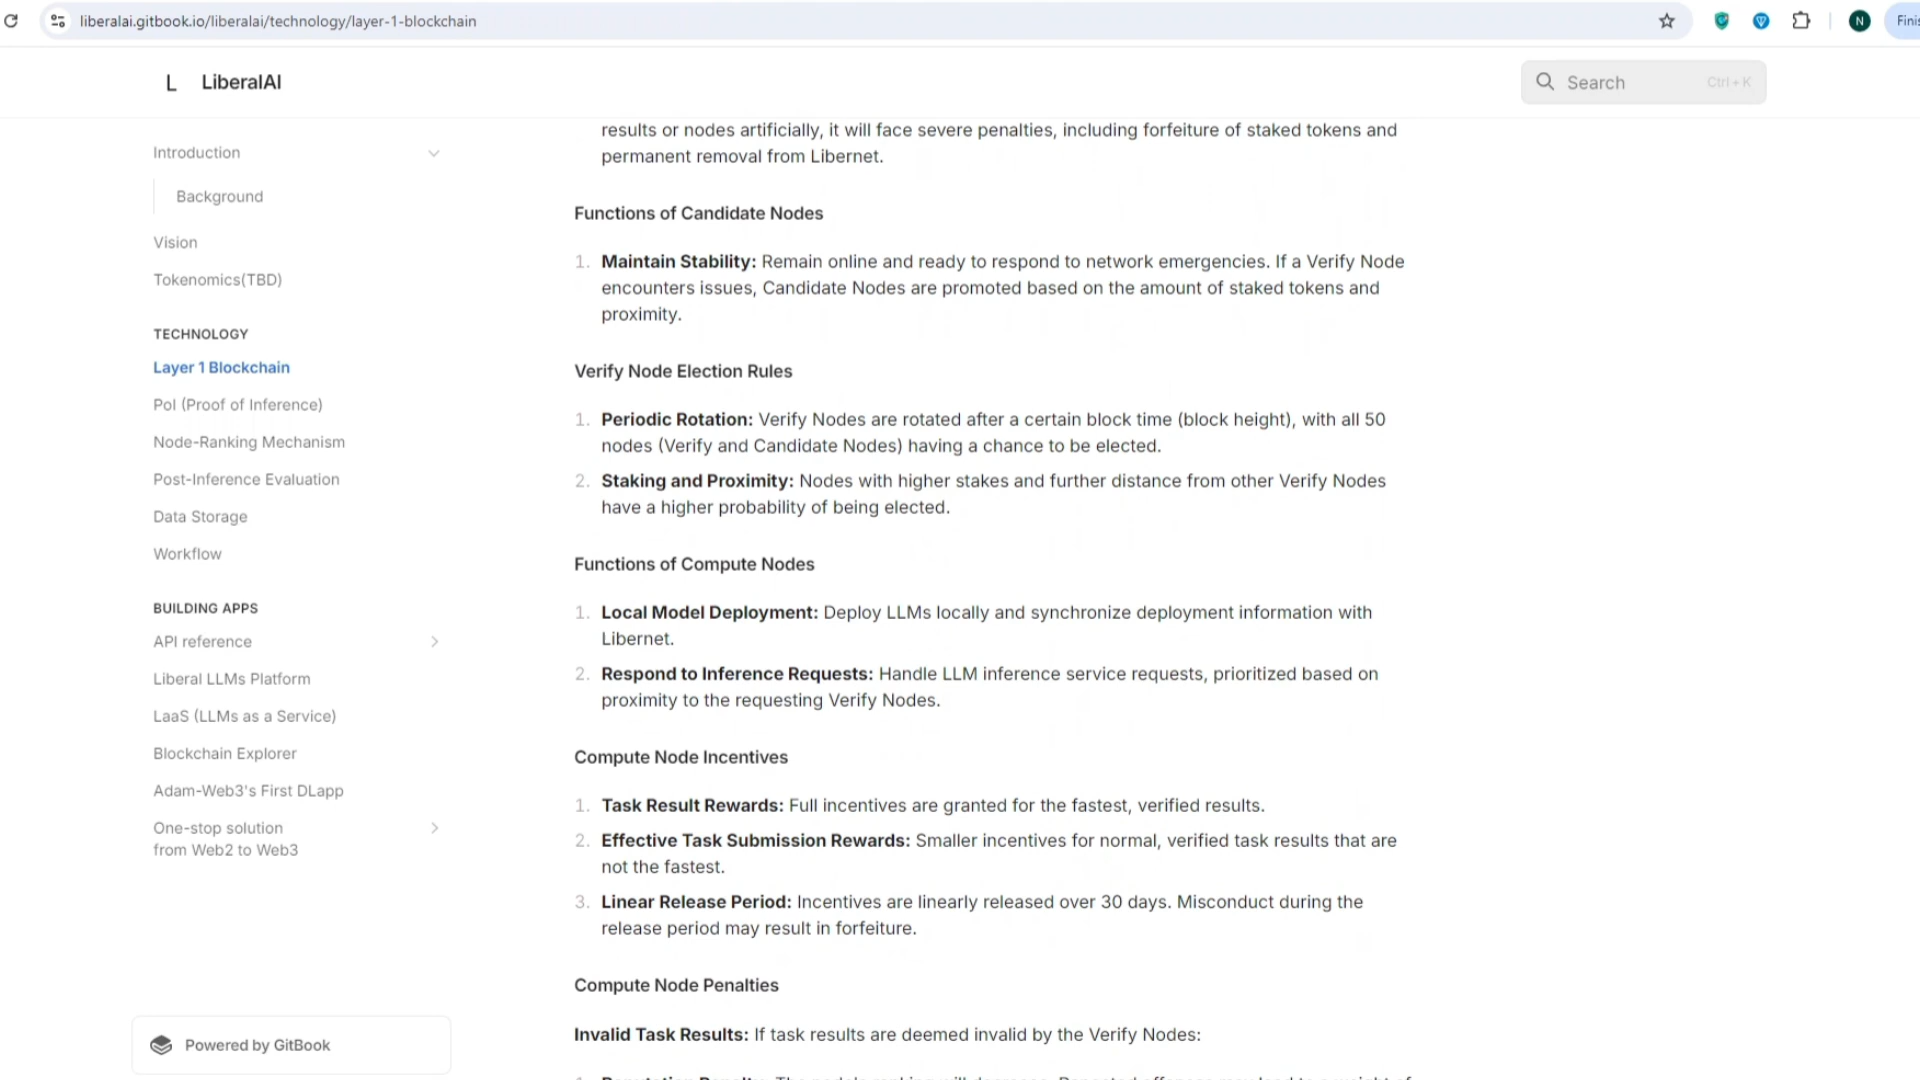 liberalai.gitbook.io/liberalai/technology/layer-1-blockchain
N
L
LiberalAI
Search
Ctrl + K
Introduction
Background
Vision
Tokenomics(TBD)
TECHNOLOGY
Layer 1 Blockchain
PoI (Proof of Inference)
Node-Ranking Mechanism
Post-Inference Evaluation
Data Storage
Workflow
BUILDING APPS
API reference
Liberal LLMs Platform
LaaS (LLMs as a Service)
Blockchain Explorer
Adam-Web3's First DLapp
One-stop solution
from Web2 to Web3
Powered by GitBook
results or nodes artificially, it will face severe penalties, including forfeiture of staked tokens and
permanent removal from Libernet.
Functions of Candidate Nodes
1. Maintain Stability: Remain online and ready to respond to network emergencies. If a Verify Node
encounters issues, Candidate Nodes are promoted based on the amount of staked tokens and
proximity.
Verify Node Election Rules
1. Periodic Rotation: Verify Nodes are rotated after a certain block time (block height), with all 50
nodes (Verify and Candidate Nodes) having a chance to be elected.
2. Staking and Proximity: Nodes with higher stakes and further distance from other Verify Nodes
have a higher probability of being elected.
Functions of Compute Nodes
1. Local Model Deployment: Deploy LLMs locally and synchronize deployment information with
Libernet.
2. Respond to Inference Requests: Handle LLM inference service requests, prioritized based on
proximity to the requesting Verify Nodes.
Compute Node Incentives
1. Task Result Rewards: Full incentives are granted for the fastest, verified results.
2. Effective Task Submission Rewards: Smaller incentives for normal, verified task results that are
not the fastest.
3. Linear Release Period: Incentives are linearly released over 30 days. Misconduct during the
release period may result in forfeiture.
Compute Node Penalties
Invalid Task Results: If task results are deemed invalid by the Verify Nodes: